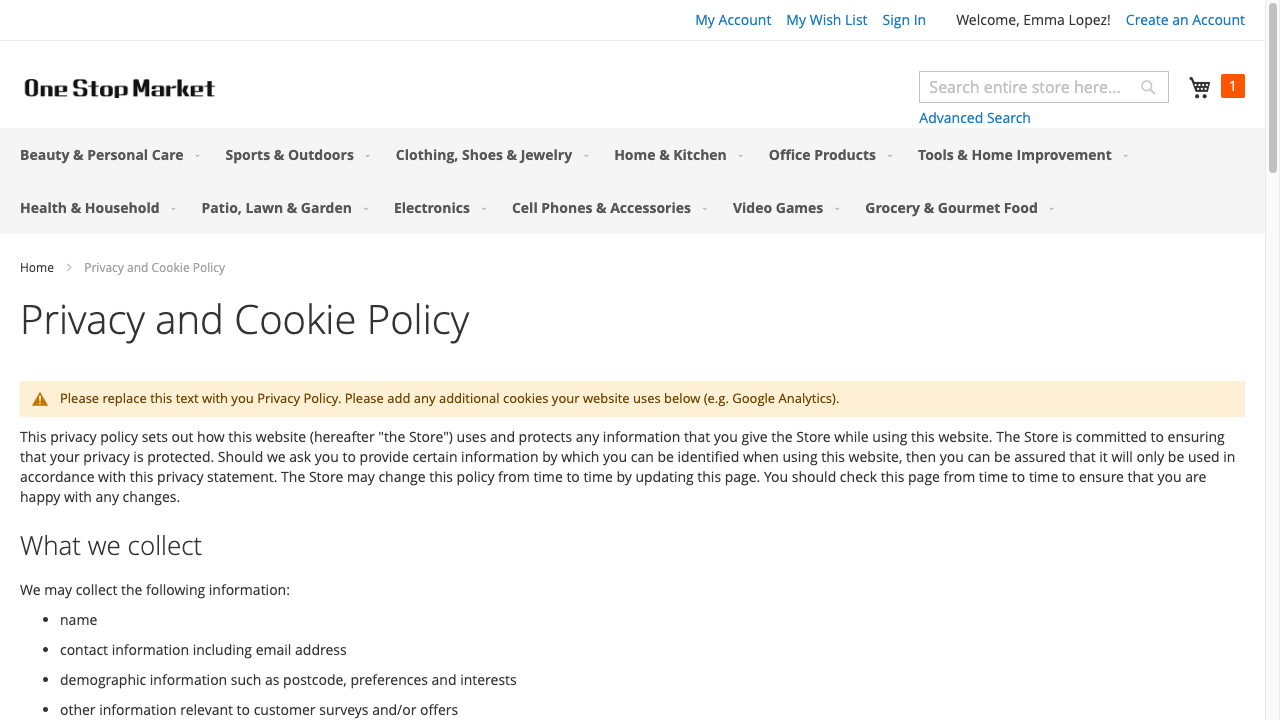 My Account My Wish List Sign In Welcome, Emma Lopez! Create an Account
One Stop Market
Search entire store here... 1
Advanced Search
Beauty & Personal Care Sports & Outdoors Clothing, Shoes & Jewelry Home & Kitchen Office Products Tools & Home Improvement
Health & Household Patio, Lawn & Garden Electronics Cell Phones & Accessories Video Games Grocery & Gourmet Food
Home Privacy and Cookie Policy
Privacy and Cookie Policy
Please replace this text with you Privacy Policy. Please add any additional cookies your website uses below (e.g. Google Analytics).
This privacy policy sets out how this website (hereafter "the Store") uses and protects any information that you give the Store while using this website. The Store is committed to ensuring
that your privacy is protected. Should we ask you to provide certain information by which you can be identified when using this website, then you can be assured that it will only be used in
accordance with this privacy statement. The Store may change this policy from time to time by updating this page. You should check this page from time to time to ensure that you are
happy with any changes.
What we collect
We may collect the following information:
• name
• contact information including email address
• demographic information such as postcode, preferences and interests
• other information relevant to customer surveys and/or offers